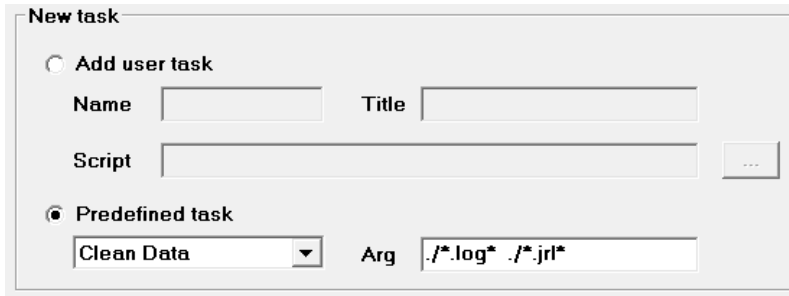 New task
Add user task
Name Title
Script ...
Predefined task
Clean Data Arg ./*.log* ./*.jrl*